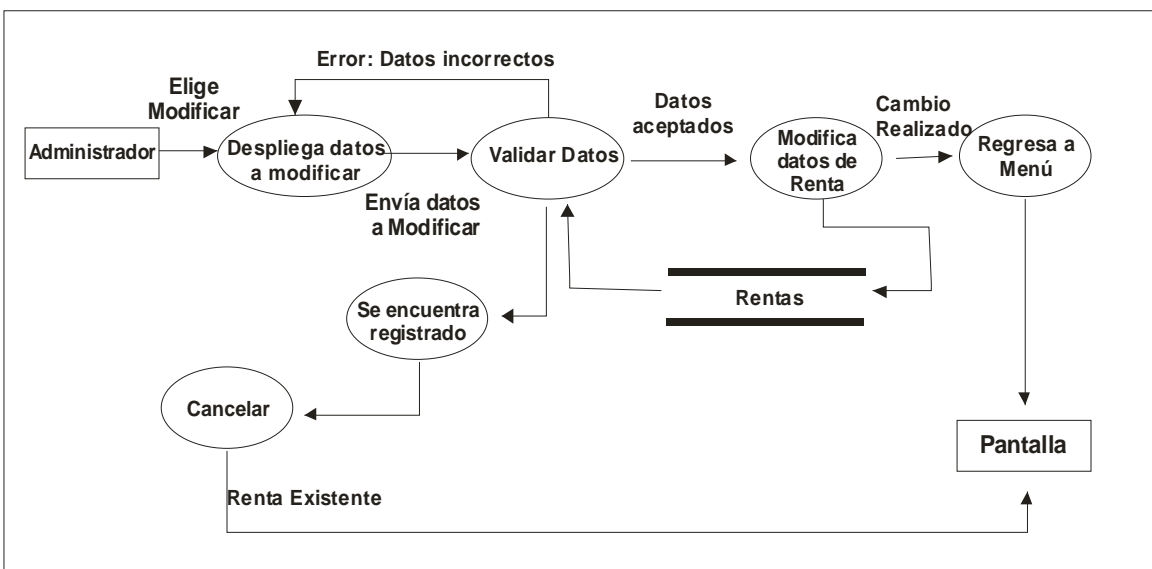 Error: Datos incorrectos
Elige
Modificar
Administrador
Despliega datos
a modificar
Envía datos
a Modificar
Validar Datos
Datos
aceptados
Modifica
datos de
Renta
Cambio
Realizado
Regresa a
Menú
Rentas
Se encuentra
registrado
Cancelar
Pantalla
Renta Existente